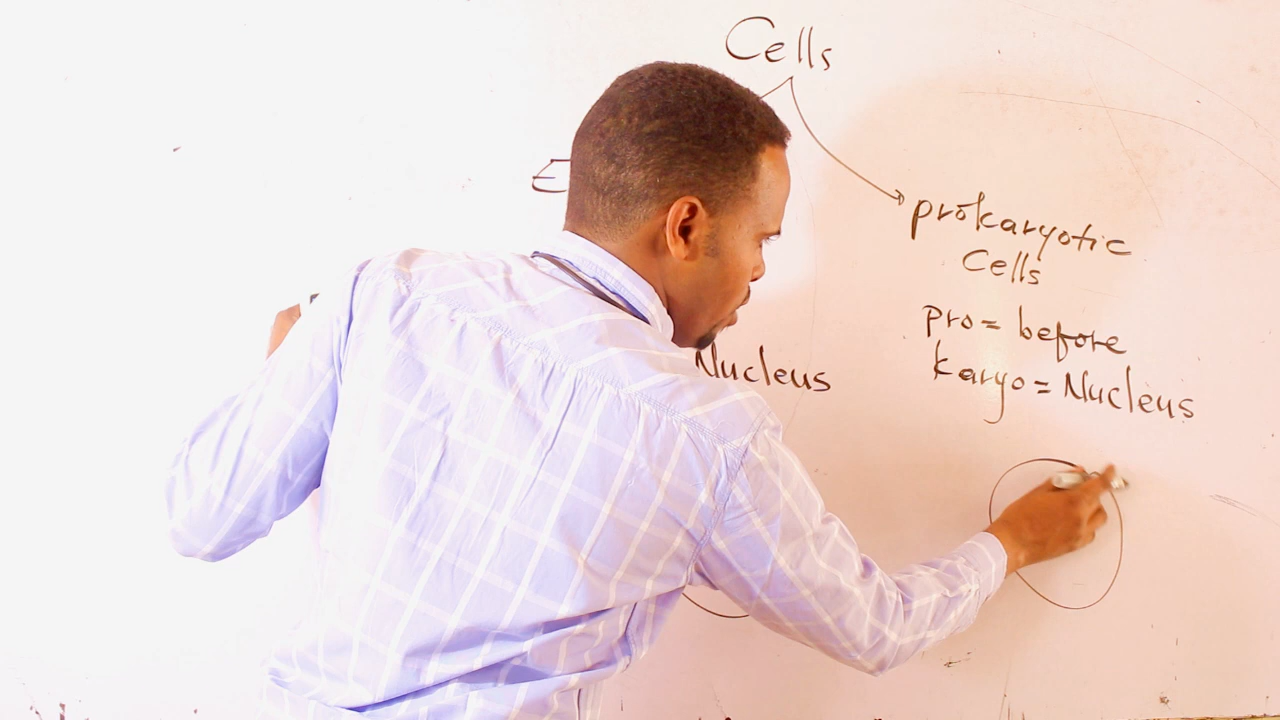 Cells
prokaryotic
Cells
pro = before
karyo = Nucleus
Nucleus